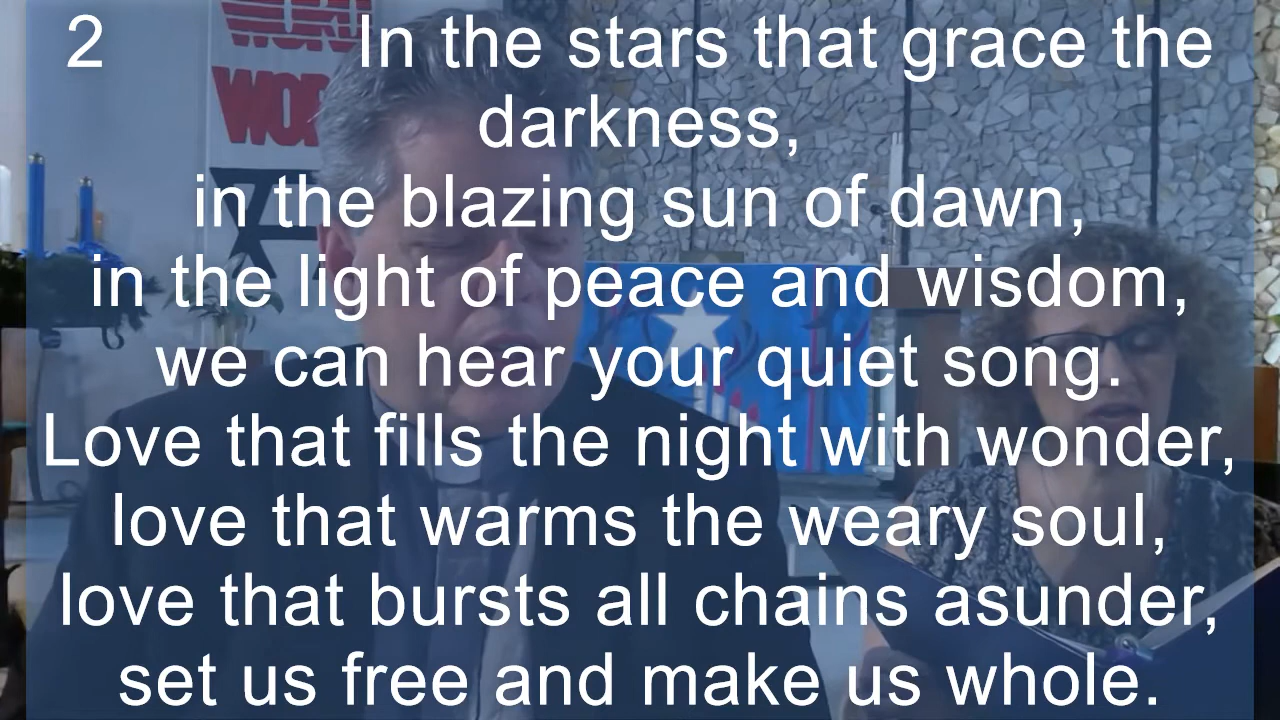 WORD
WOR
2 In the stars that grace the
darkness,
in the blazing sun of dawn,
in the light of peace and wisdom,
we can hear your quiet song.
Love that fills the night with wonder,
love that warms the weary soul,
love that bursts all chains asunder,
set us free and make us whole.